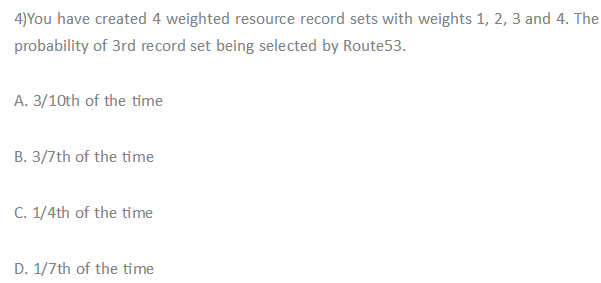 4)You have created 4 weighted resource record sets with weights 1, 2, 3 and 4. The
probability of 3rd record set being selected by Route53.
A. 3/10th of the time
B. 3/7th of the time
C. 1/4th of the time
D. 1/7th of the time